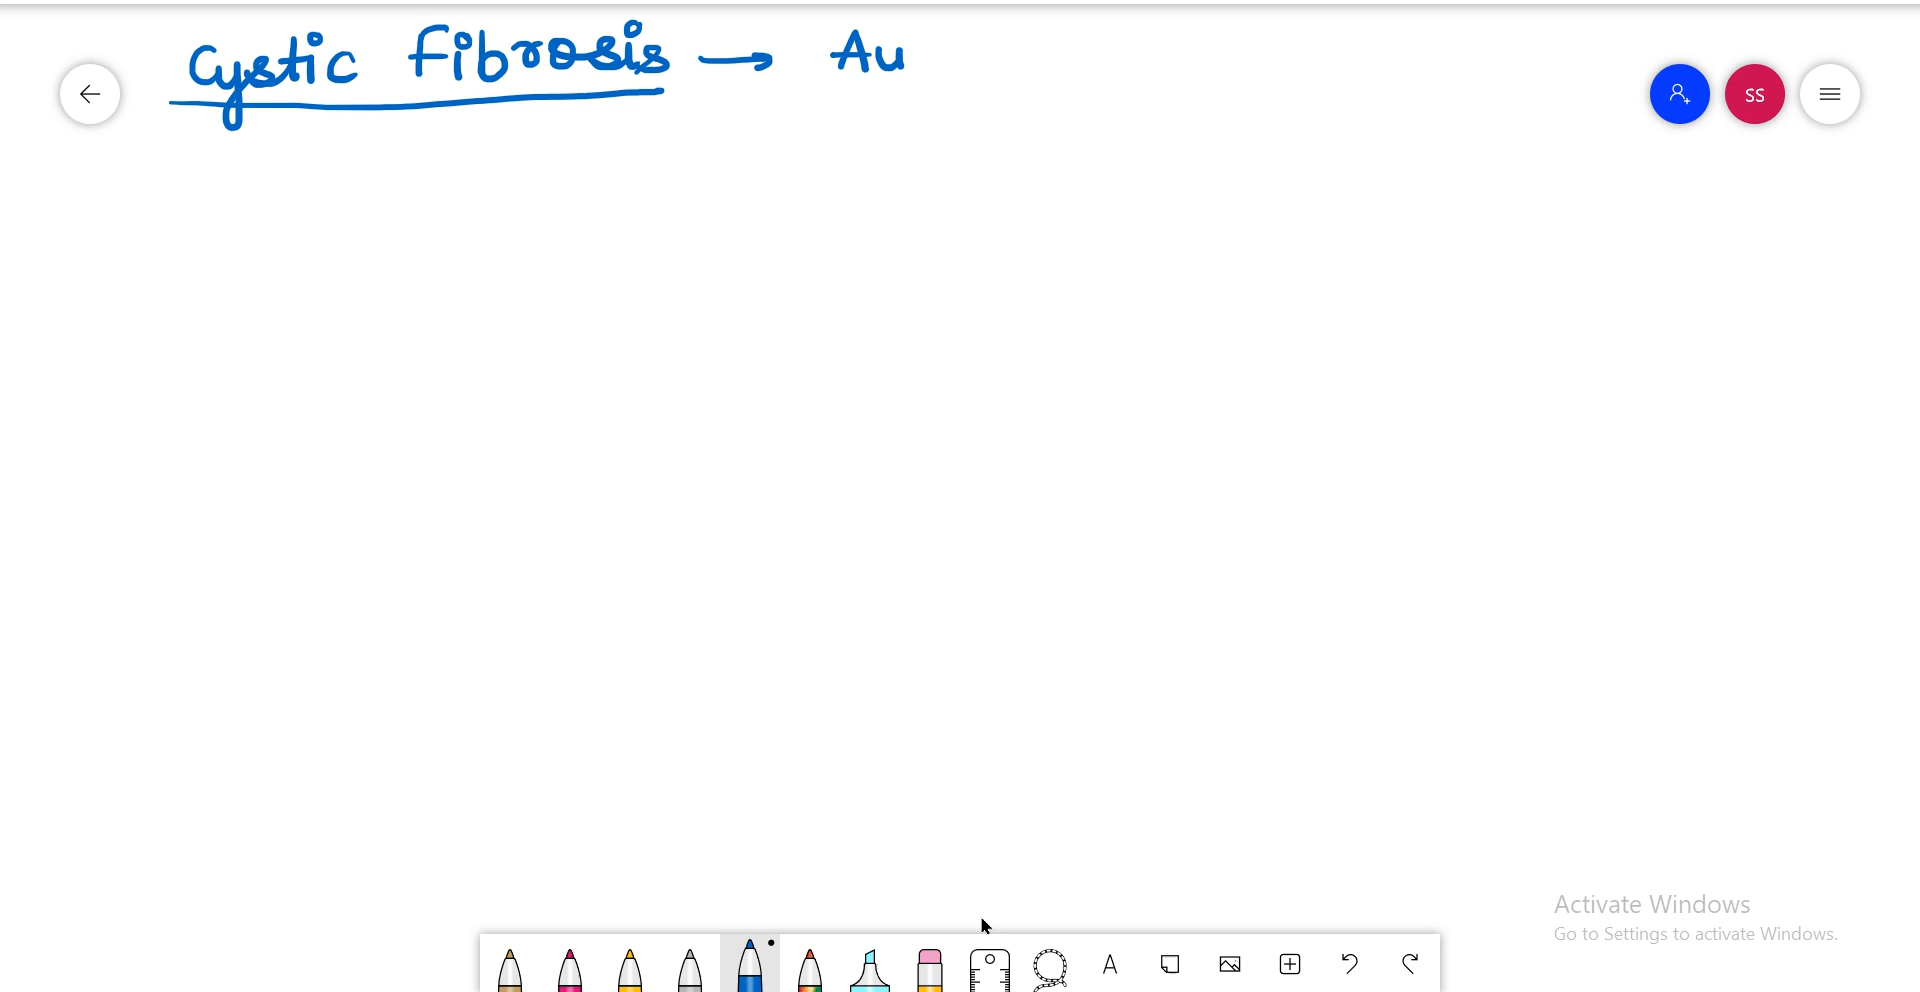 Cystic Fibrosis → Au
SS
A
Activate Windows
Go to Settings to activate Windows.